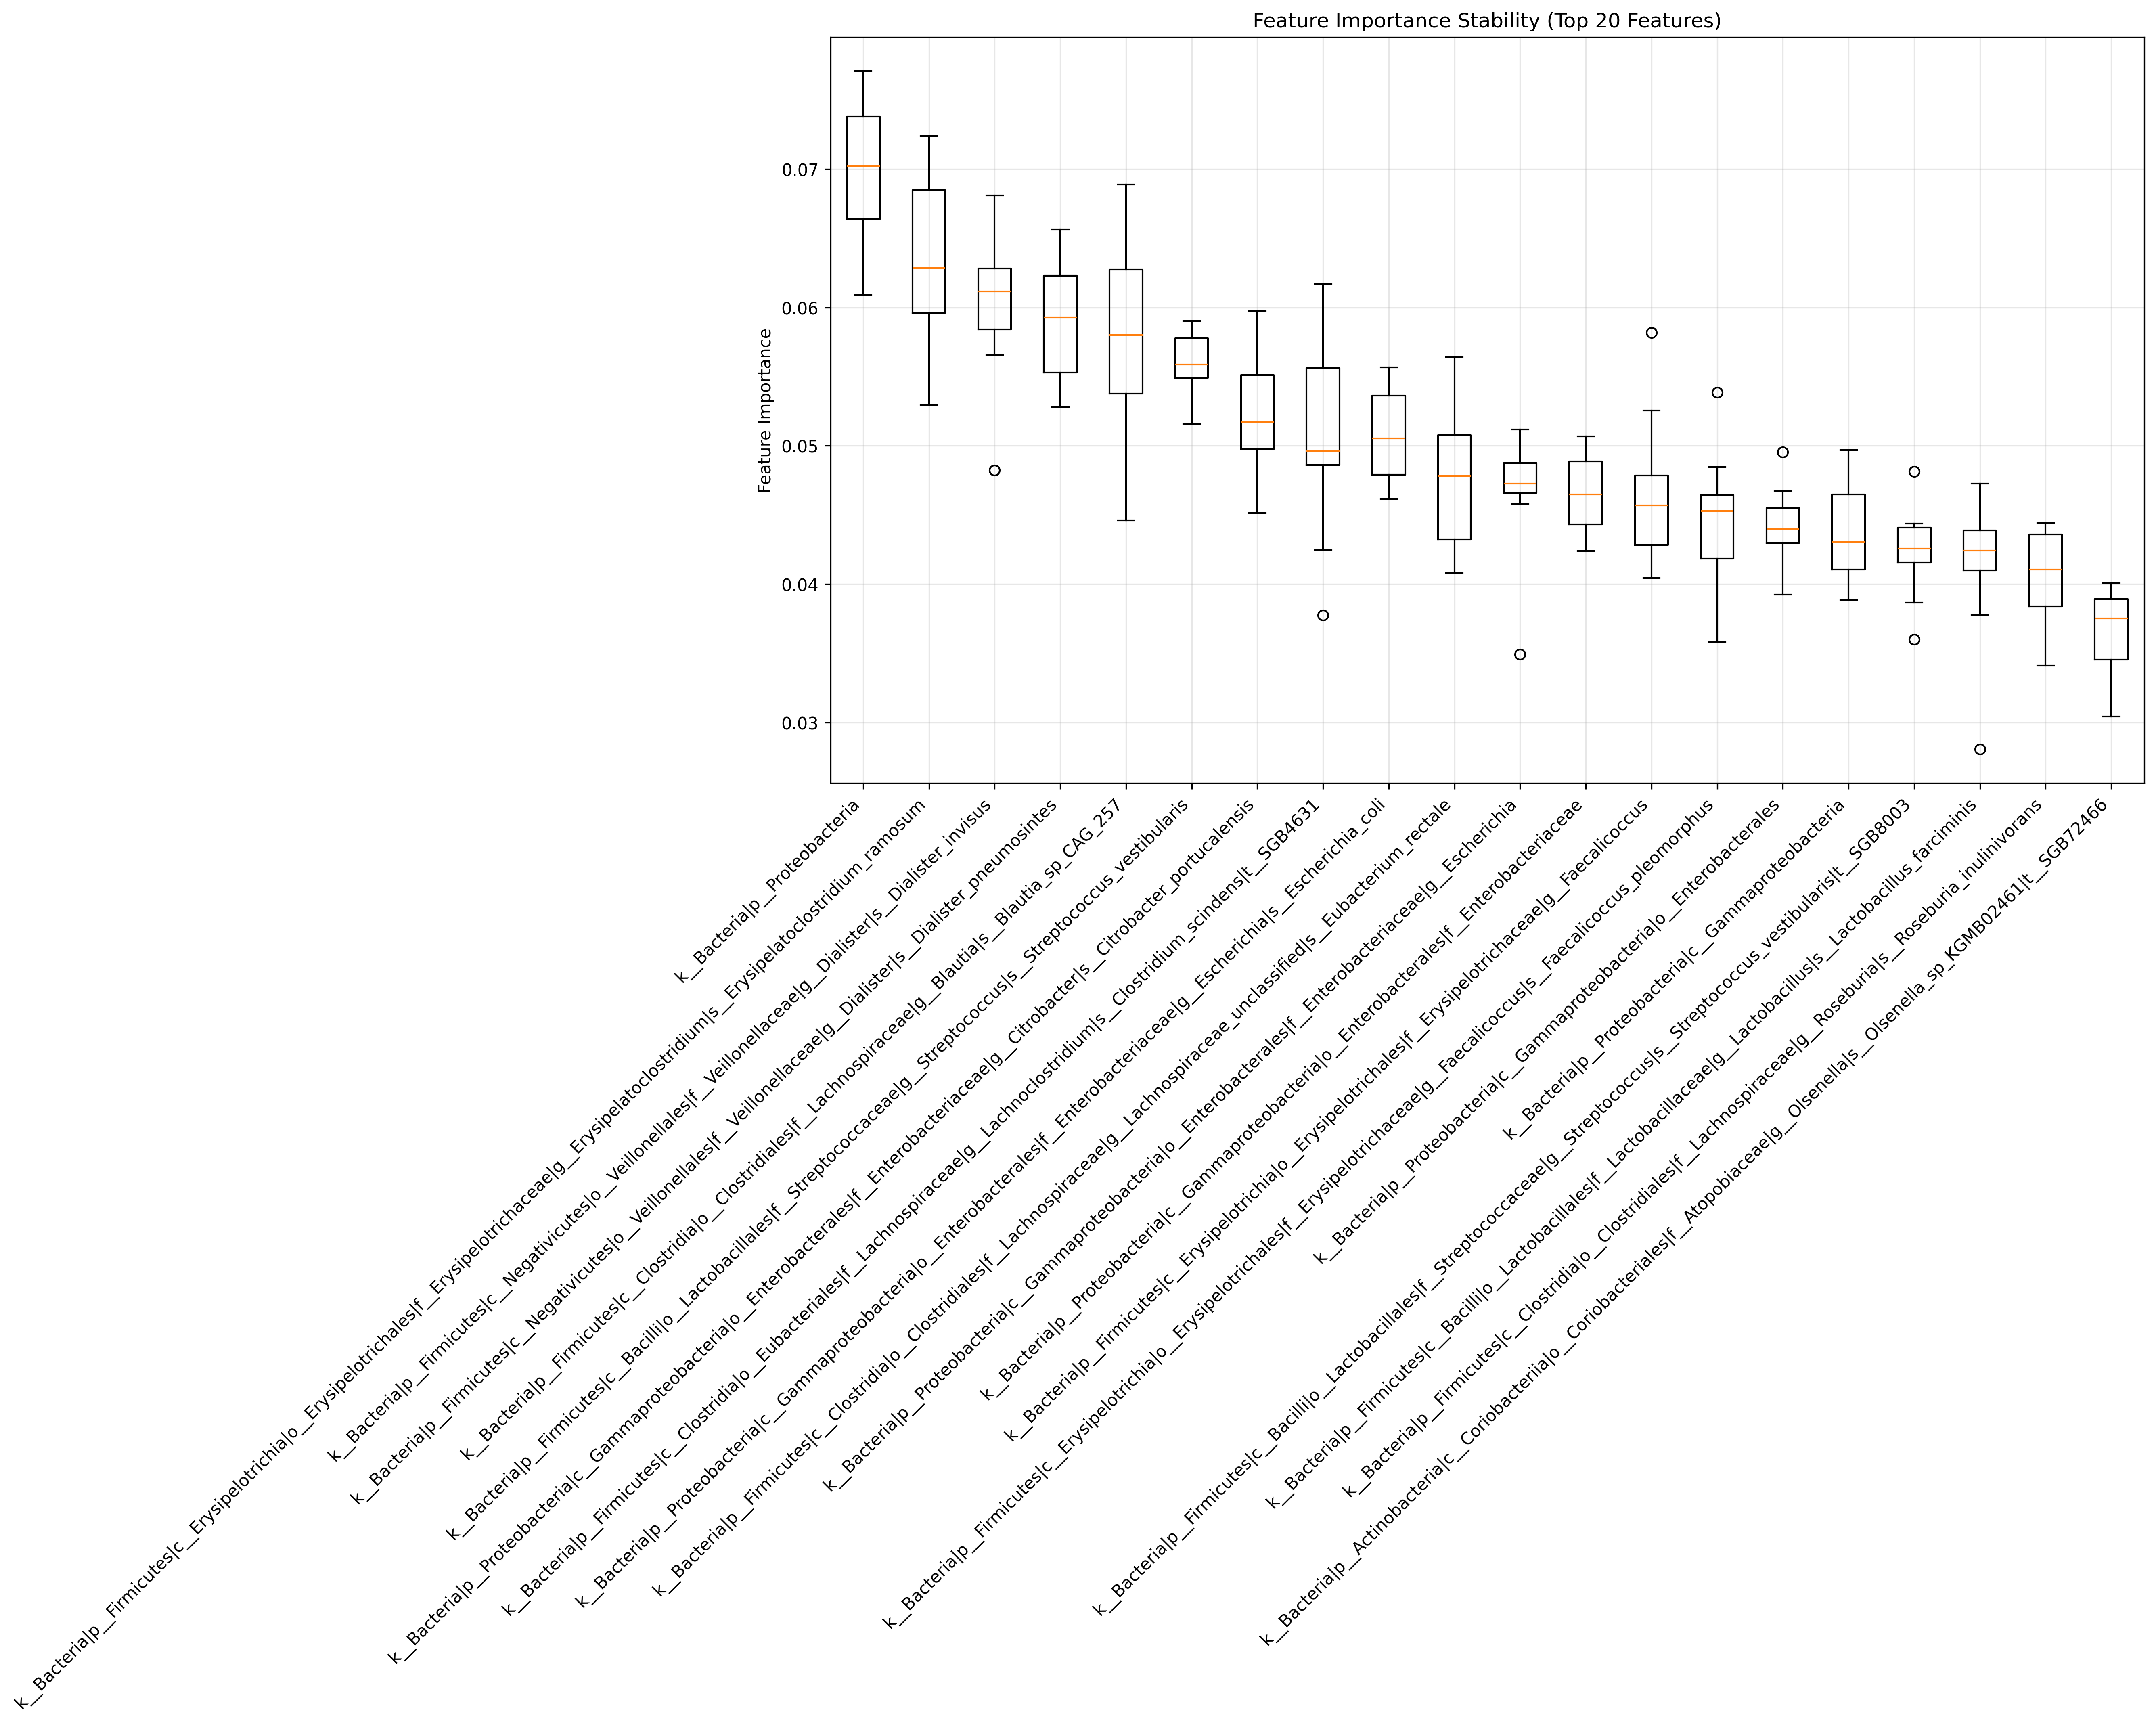 Feature Importance Stability (Top 20 Features)
Feature Importance
0.07
0.06
0.05
0.04
0.03
k__Bacteria|p__Proteobacteria
k__Bacteria|p__Firmicutes|c__Erysipelotrichia|o__Erysipelotrichales|f__Erysipelotrichaceae|g__Erysipelatoclostridium|s__Erysipelatoclostridium_ramosum
k__Bacteria|p__Firmicutes|c__Negativicutes|o__Veillonellales|f__Veillonellaceae|g__Dialister|s__Dialister_invisus
k__Bacteria|p__Firmicutes|c__Negativicutes|o__Veillonellales|f__Veillonellaceae|g__Dialister|s__Dialister_pneumosintes
k__Bacteria|p__Firmicutes|c__Clostridia|o__Clostridiales|f__Lachnospiraceae|g__Blautia|s__Blautia_sp_CAG_257
k__Bacteria|p__Firmicutes|c__Bacilli|o__Lactobacillales|f__Streptococcaceae|g__Streptococcus|s__Streptococcus_vestibularis
k__Bacteria|p__Proteobacteria|c__Gammaproteobacteria|o__Enterobacterales|f__Enterobacteriaceae|g__Citrobacter|s__Citrobacter_portucalensis
k__Bacteria|p__Firmicutes|c__Clostridia|o__Eubacteriales|f__Lachnospiraceae|g__Lachnoclostridium|s__Clostridium_scindens|t__SGB4631
k__Bacteria|p__Proteobacteria|c__Gammaproteobacteria|o__Enterobacterales|f__Enterobacteriaceae|g__Escherichia|s__Escherichia_coli
k__Bacteria|p__Firmicutes|c__Clostridia|o__Clostridiales|f__Lachnospiraceae|g__Lachnospiraceae_unclassified|s__Eubacterium_rectale
k__Bacteria|p__Proteobacteria|c__Gammaproteobacteria|o__Enterobacterales|f__Enterobacteriaceae|g__Escherichia
k__Bacteria|p__Proteobacteria|c__Gammaproteobacteria|o__Enterobacterales|f__Enterobacteriaceae
k__Bacteria|p__Firmicutes|c__Erysipelotrichia|o__Erysipelotrichales|f__Erysipelotrichaceae|g__Faecalicoccus
k__Bacteria|p__Firmicutes|c__Erysipelotrichia|o__Erysipelotrichales|f__Erysipelotrichaceae|g__Faecalicoccus|s__Faecalicoccus_pleomorphus
k__Bacteria|p__Proteobacteria|c__Gammaproteobacteria|o__Enterobacterales
k__Bacteria|p__Proteobacteria|c__Gammaproteobacteria
k__Bacteria|p__Firmicutes|c__Bacilli|o__Lactobacillales|f__Streptococcaceae|g__Streptococcus|s__Streptococcus_vestibularis|t__SGB8003
k__Bacteria|p__Firmicutes|c__Bacilli|o__Lactobacillales|f__Lactobacillaceae|g__Lactobacillus|s__Lactobacillus_farciminis
k__Bacteria|p__Firmicutes|c__Clostridia|o__Clostridiales|f__Lachnospiraceae|g__Roseburia|s__Roseburia_inulinivorans
k__Bacteria|p__Actinobacteria|c__Coriobacteriia|o__Coriobacteriales|f__Atopobiaceae|g__Olsenella|s__Olsenella_sp_KGMB02461|t__SGB72466